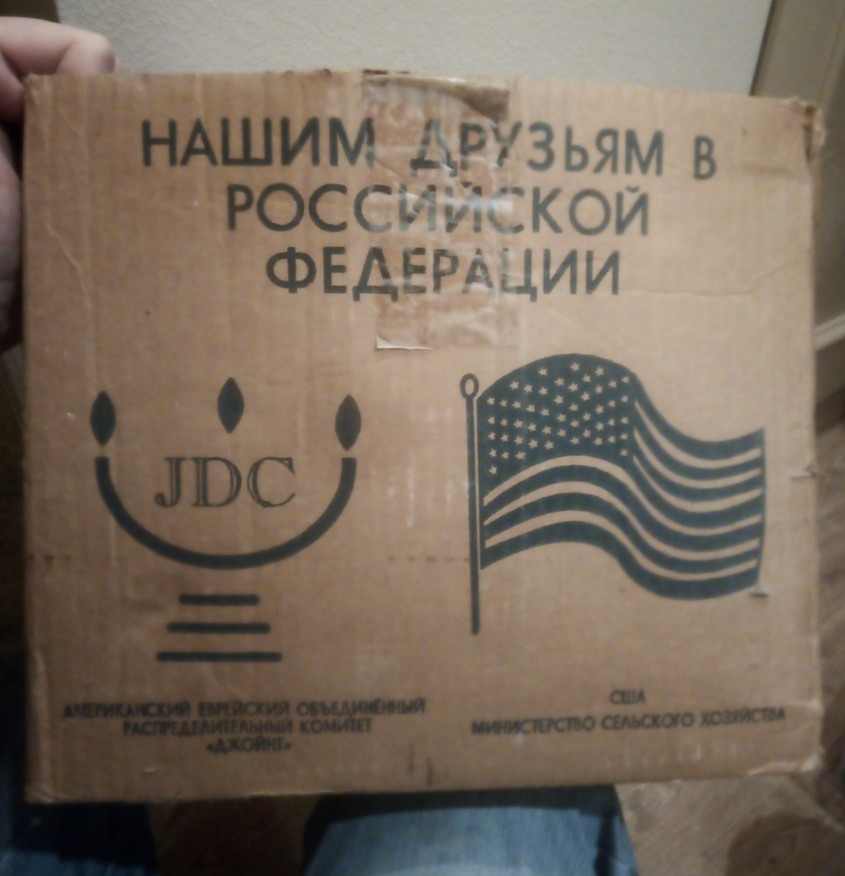 НАШИМ ДРУЗЬЯМ В
РОССИЙСКОЙ
ФЕДЕРАЦИИ
JDC
АМЕРИКАНСКИЙ ЕВРЕЙСКИЙ ОБЪЕДИНЁННЫЙ
РАСПРЕДЕЛИТЕЛЬНЫЙ КОМИТЕТ
«ДЖОЙНТ»
США
МИНИСТЕРСТВО СЕЛЬСКОГО ХОЗЯЙСТВА